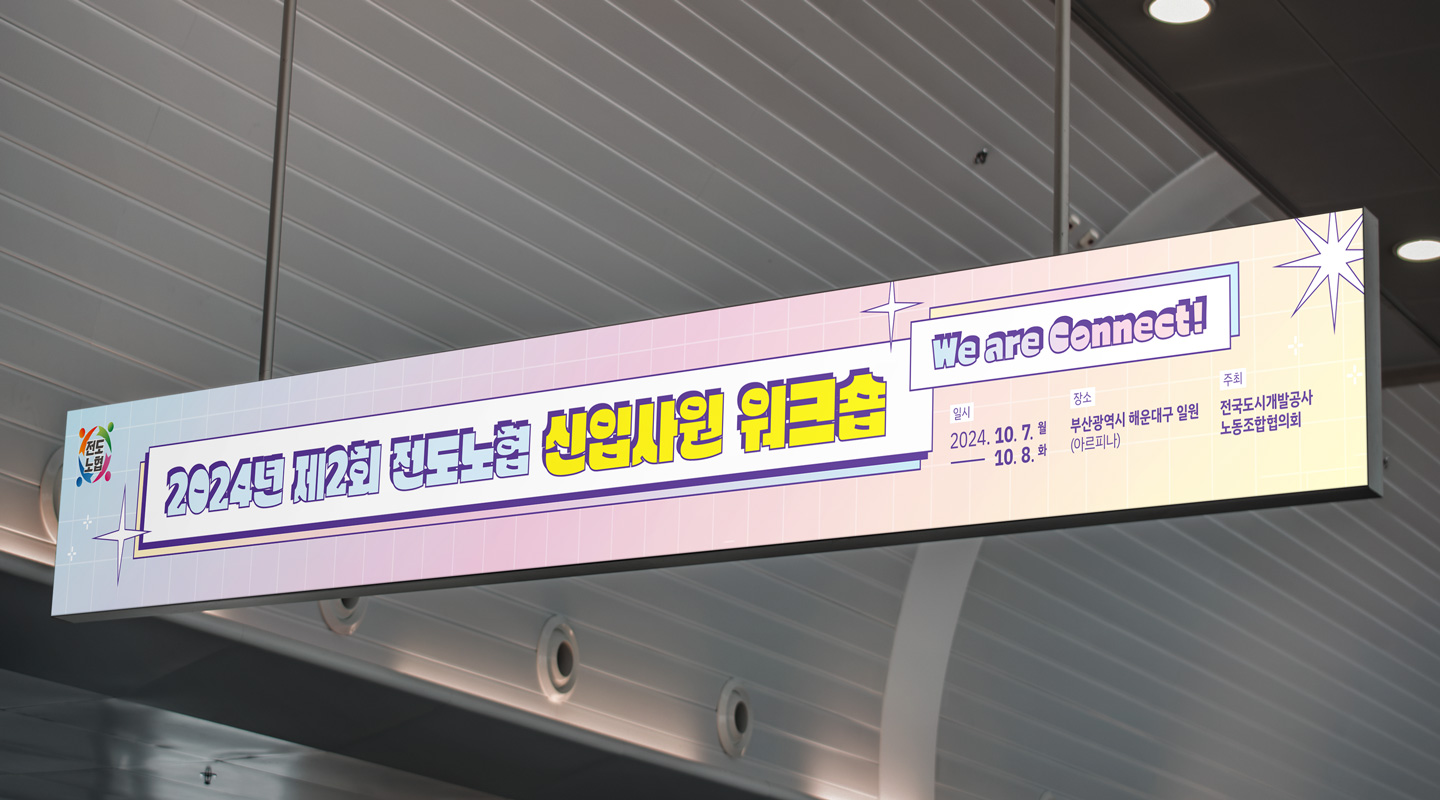 전도
노협
2024년 제2회 전도노협 신입사원 워크숍
We are Connect!
일시
2024. 10. 7. 월
10. 8. 화
장소
부산광역시 해운대구 일원
(아르피나)
주최
전국도시개발공사
노동조합협의회